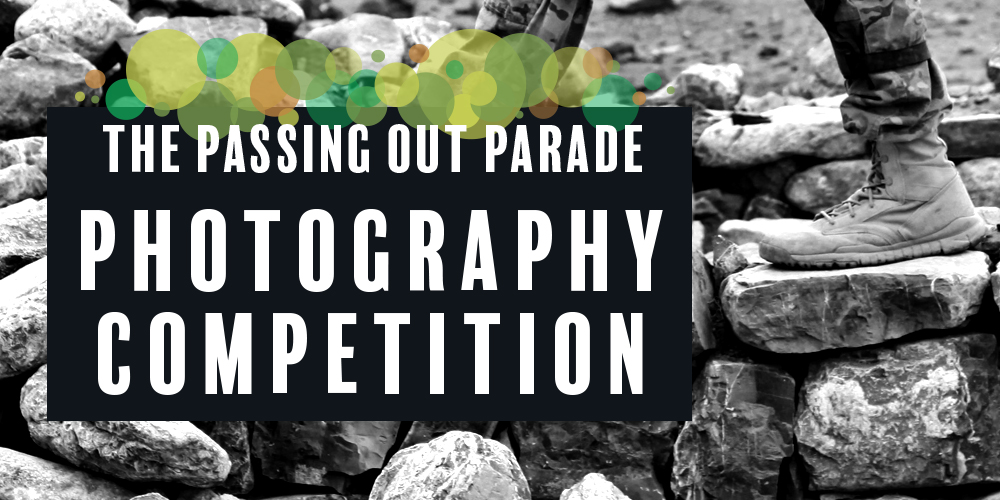 THE PASSING OUT PARADE
PHOTOGRAPHY
COMPETITION